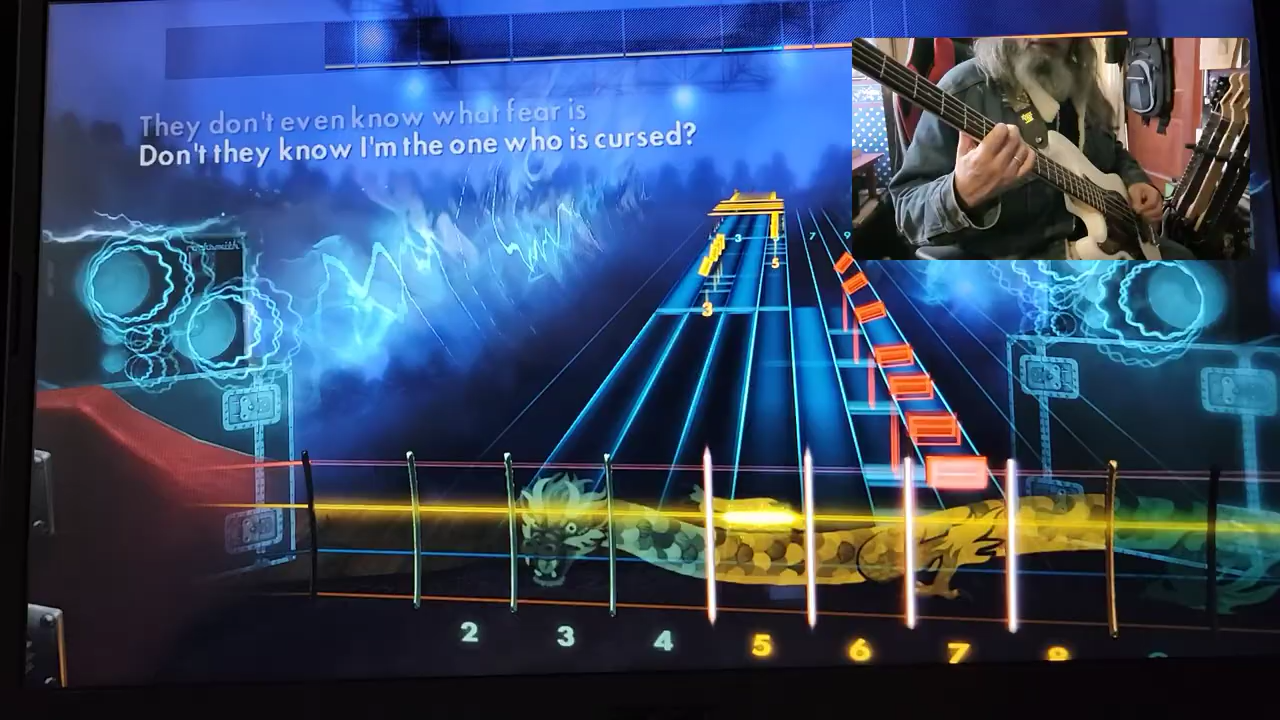 They don't even know what fear is
Don't they know I'm the one who is cursed?
rocksmith
3 7 9
5
3
2 3 4 5 6 7 8